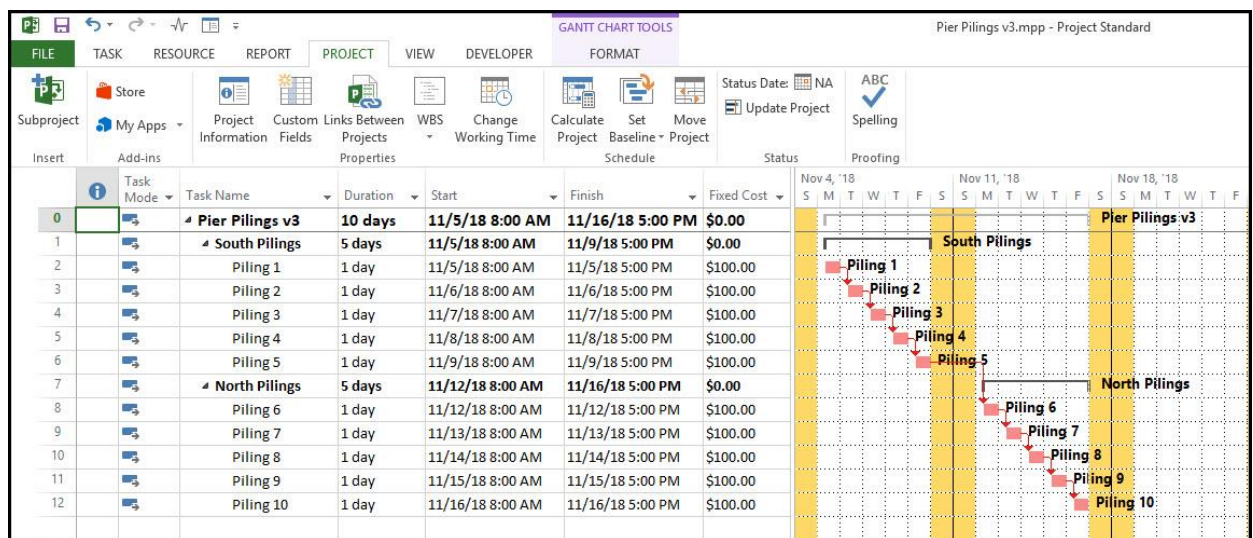 GANTT CHART TOOLS
Pier Pilings v3.mpp - Project Standard
FILE TASK RESOURCE REPORT PROJECT VIEW DEVELOPER FORMAT
Subproject
Store
My Apps
Project Information
Custom Fields
Links Between Projects
WBS
Change Working Time
Calculate Project
Set Baseline
Move Project
Status Date: NA
Update Project
ABC
Spelling
Insert Add-ins Properties Schedule Status Proofing
Task Mode Task Name Duration Start Finish Fixed Cost
Nov 4, '18 Nov 11, '18 Nov 18, '18
S M T W T F S S M T W T F S S M T W T F
0 Pier Pilings v3 10 days 11/5/18 8:00 AM 11/16/18 5:00 PM $0.00 Pier Pilings v3
1 South Pilings 5 days 11/5/18 8:00 AM 11/9/18 5:00 PM $0.00 South Pilings
2 Piling 1 1 day 11/5/18 8:00 AM 11/5/18 5:00 PM $100.00 Piling 1
3 Piling 2 1 day 11/6/18 8:00 AM 11/6/18 5:00 PM $100.00 Piling 2
4 Piling 3 1 day 11/7/18 8:00 AM 11/7/18 5:00 PM $100.00 Piling 3
5 Piling 4 1 day 11/8/18 8:00 AM 11/8/18 5:00 PM $100.00 Piling 4
6 Piling 5 1 day 11/9/18 8:00 AM 11/9/18 5:00 PM $100.00 Piling 5
7 North Pilings 5 days 11/12/18 8:00 AM 11/16/18 5:00 PM $0.00 North Pilings
8 Piling 6 1 day 11/12/18 8:00 AM 11/12/18 5:00 PM $100.00 Piling 6
9 Piling 7 1 day 11/13/18 8:00 AM 11/13/18 5:00 PM $100.00 Piling 7
10 Piling 8 1 day 11/14/18 8:00 AM 11/14/18 5:00 PM $100.00 Piling 8
11 Piling 9 1 day 11/15/18 8:00 AM 11/15/18 5:00 PM $100.00 Piling 9
12 Piling 10 1 day 11/16/18 8:00 AM 11/16/18 5:00 PM $100.00 Piling 10